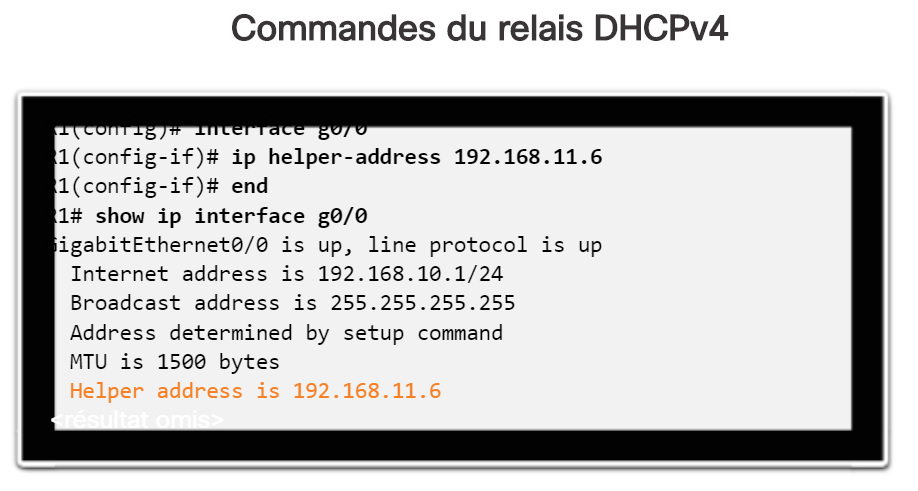 Commandes du relais DHCPv4
R1(config)# interface g0/0
R1(config-if)# ip helper-address 192.168.11.6
R1(config-if)# end
R1# show ip interface g0/0
GigabitEthernet0/0 is up, line protocol is up
Internet address is 192.168.10.1/24
Broadcast address is 255.255.255.255
Address determined by setup command
MTU is 1500 bytes
Helper address is 192.168.11.6
<résultat omis>